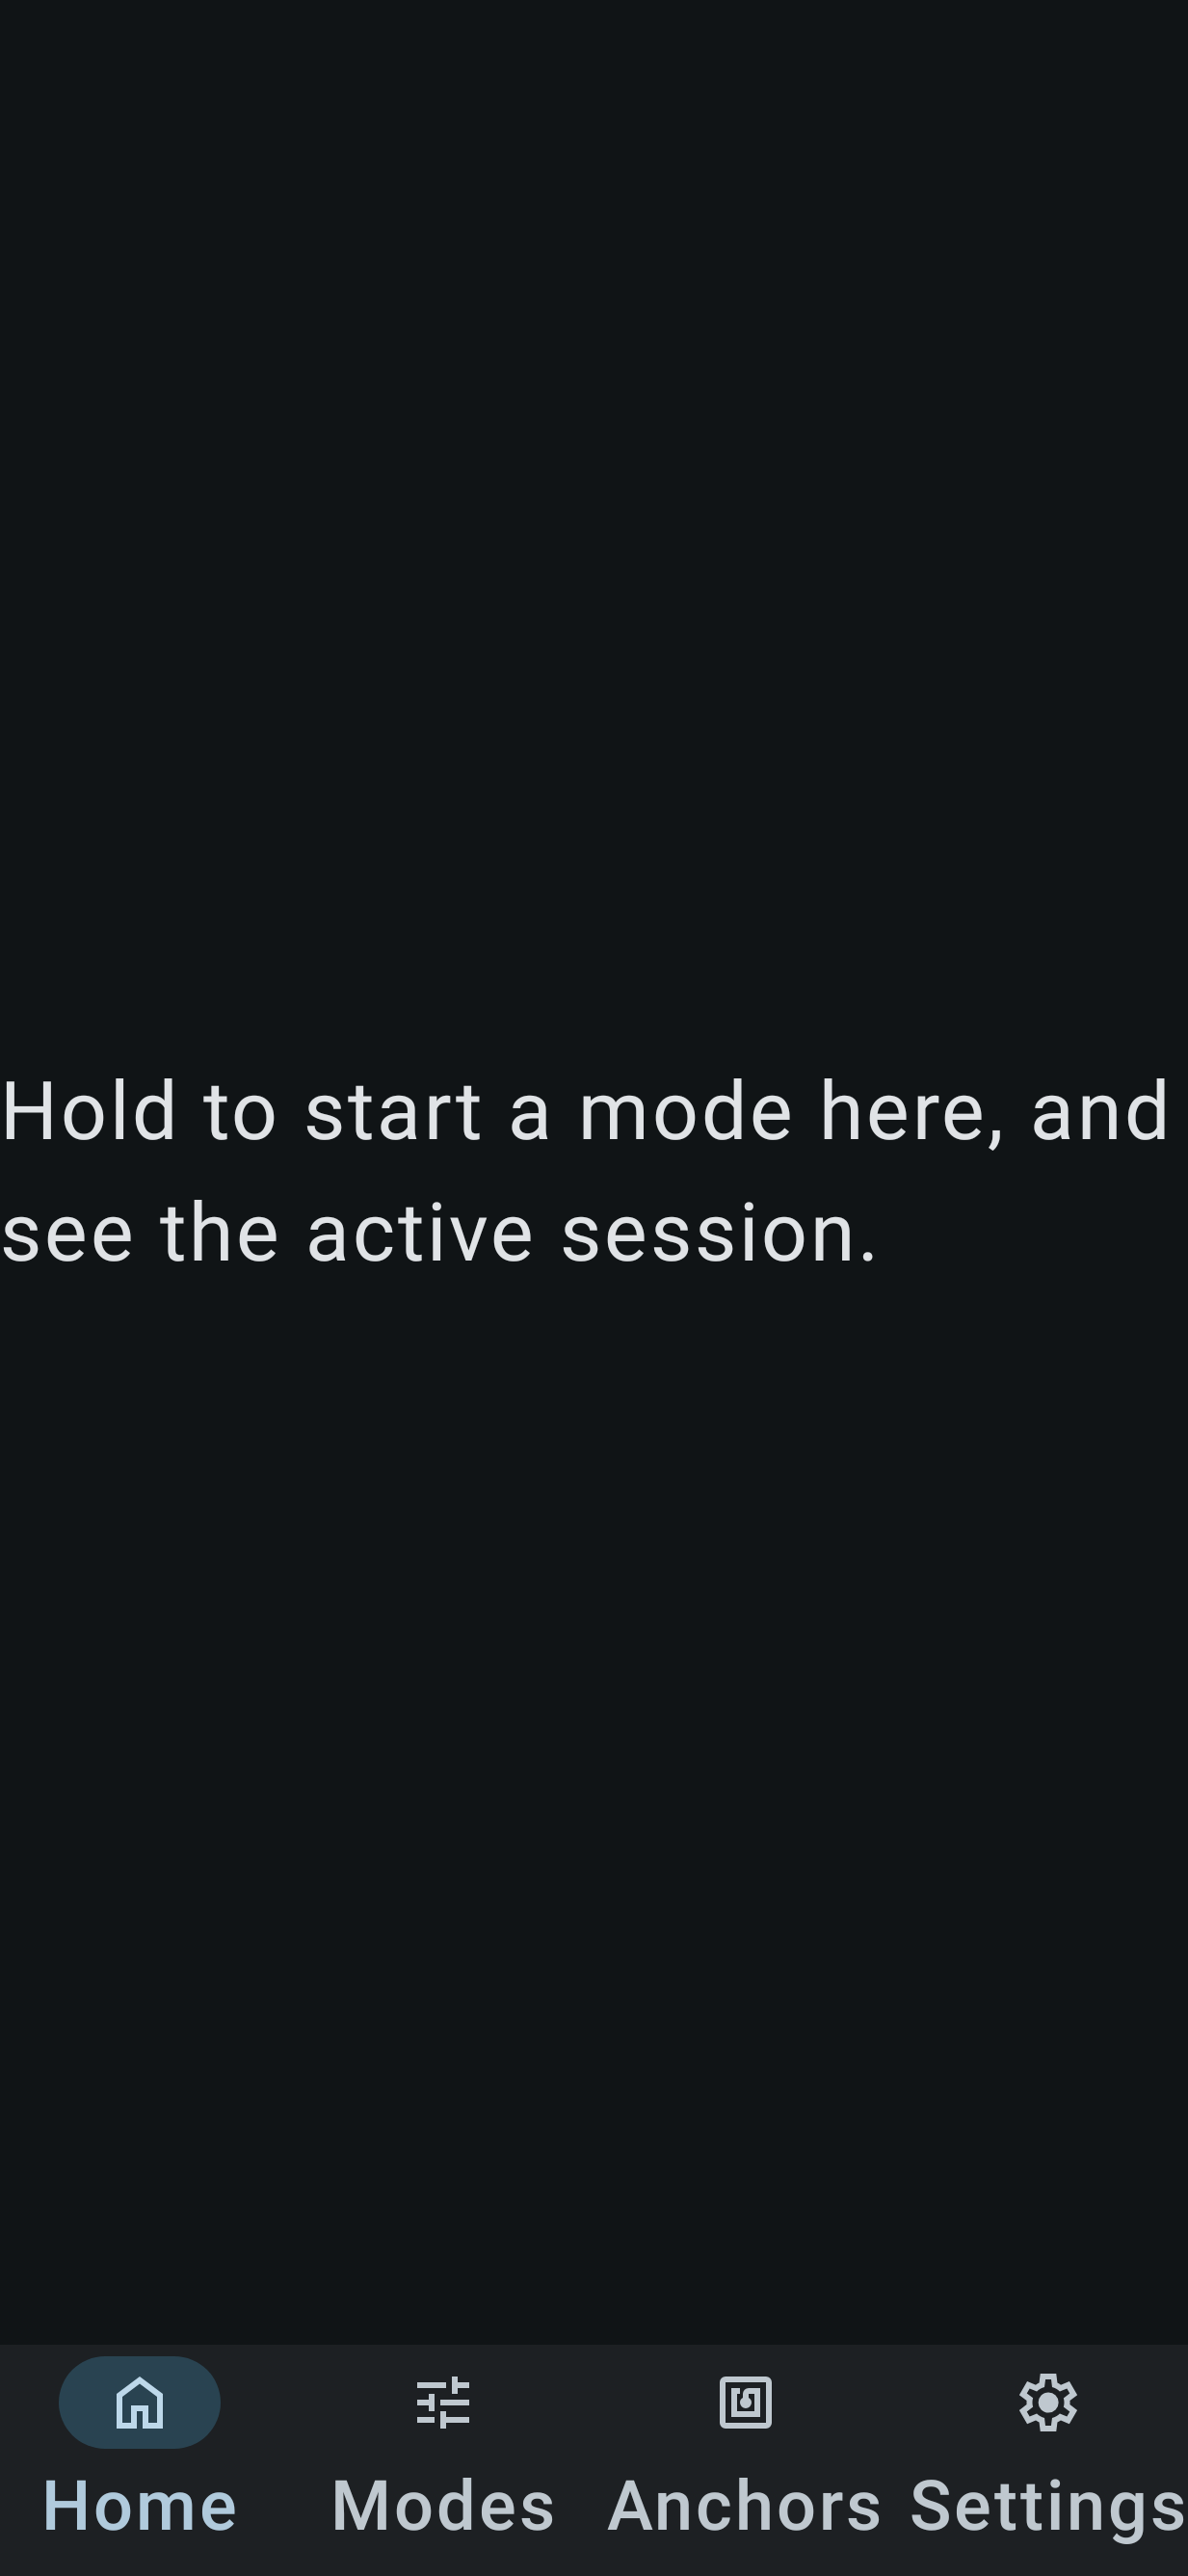 Hold to start a mode here, and
see the active session.
Home Modes Anchors Settings